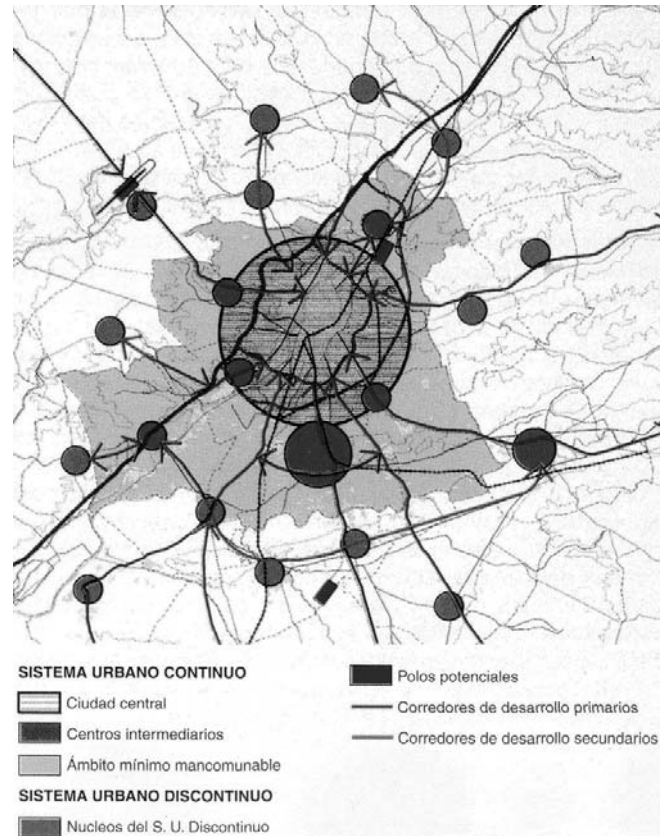 SISTEMA URBANO CONTINUO
Ciudad central
Centros intermediarios
Ámbito mínimo mancomunable
SISTEMA URBANO DISCONTINUO
Nucleos del S. U. Discontinuo
Polos potenciales
Corredores de desarrollo primarios
Corredores de desarrollo secundarios